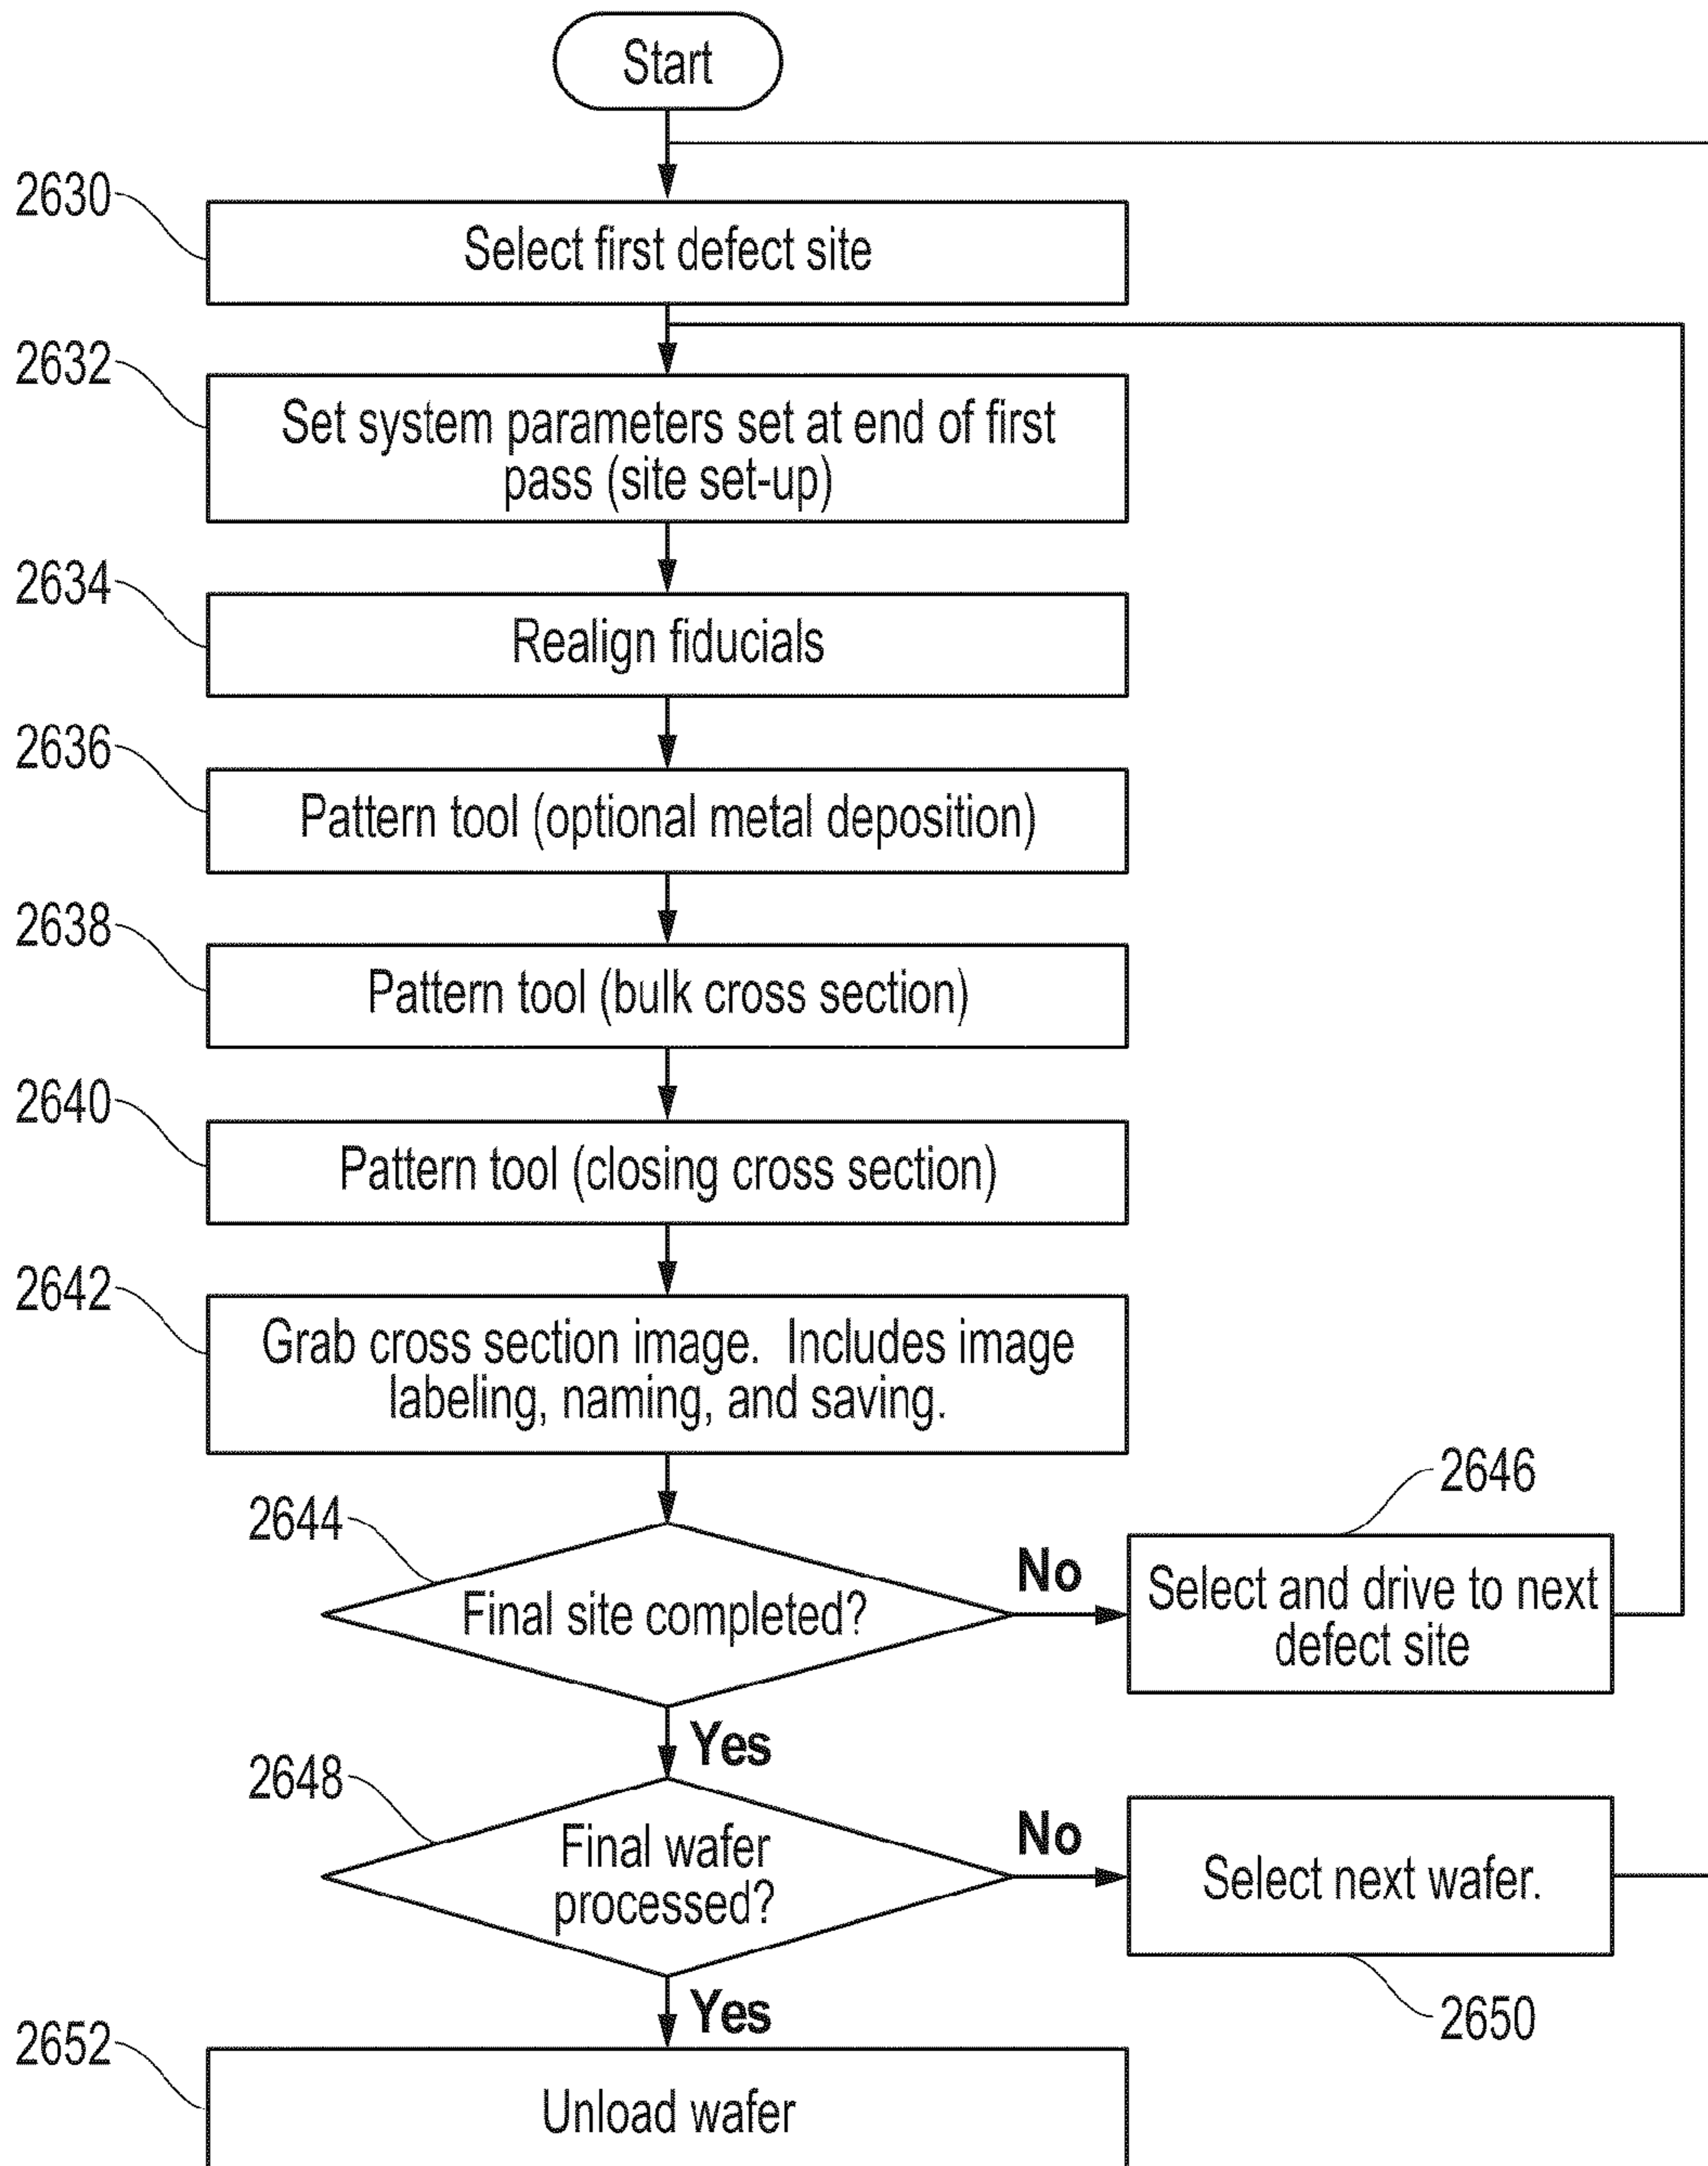 Start
2630
Select first defect site
2632
Set system parameters set at end of first
pass (site set-up)
2634
Realign fiducials
2636
Pattern tool (optional metal deposition)
2638
Pattern tool (bulk cross section)
2640
Pattern tool (closing cross section)
2642
Grab cross section image. Includes image
labeling, naming, and saving.
2644
Final site completed?
No
2646
Select and drive to next
defect site
Yes
2648
Final wafer
processed?
No
Select next wafer.
2650
Yes
2652
Unload wafer